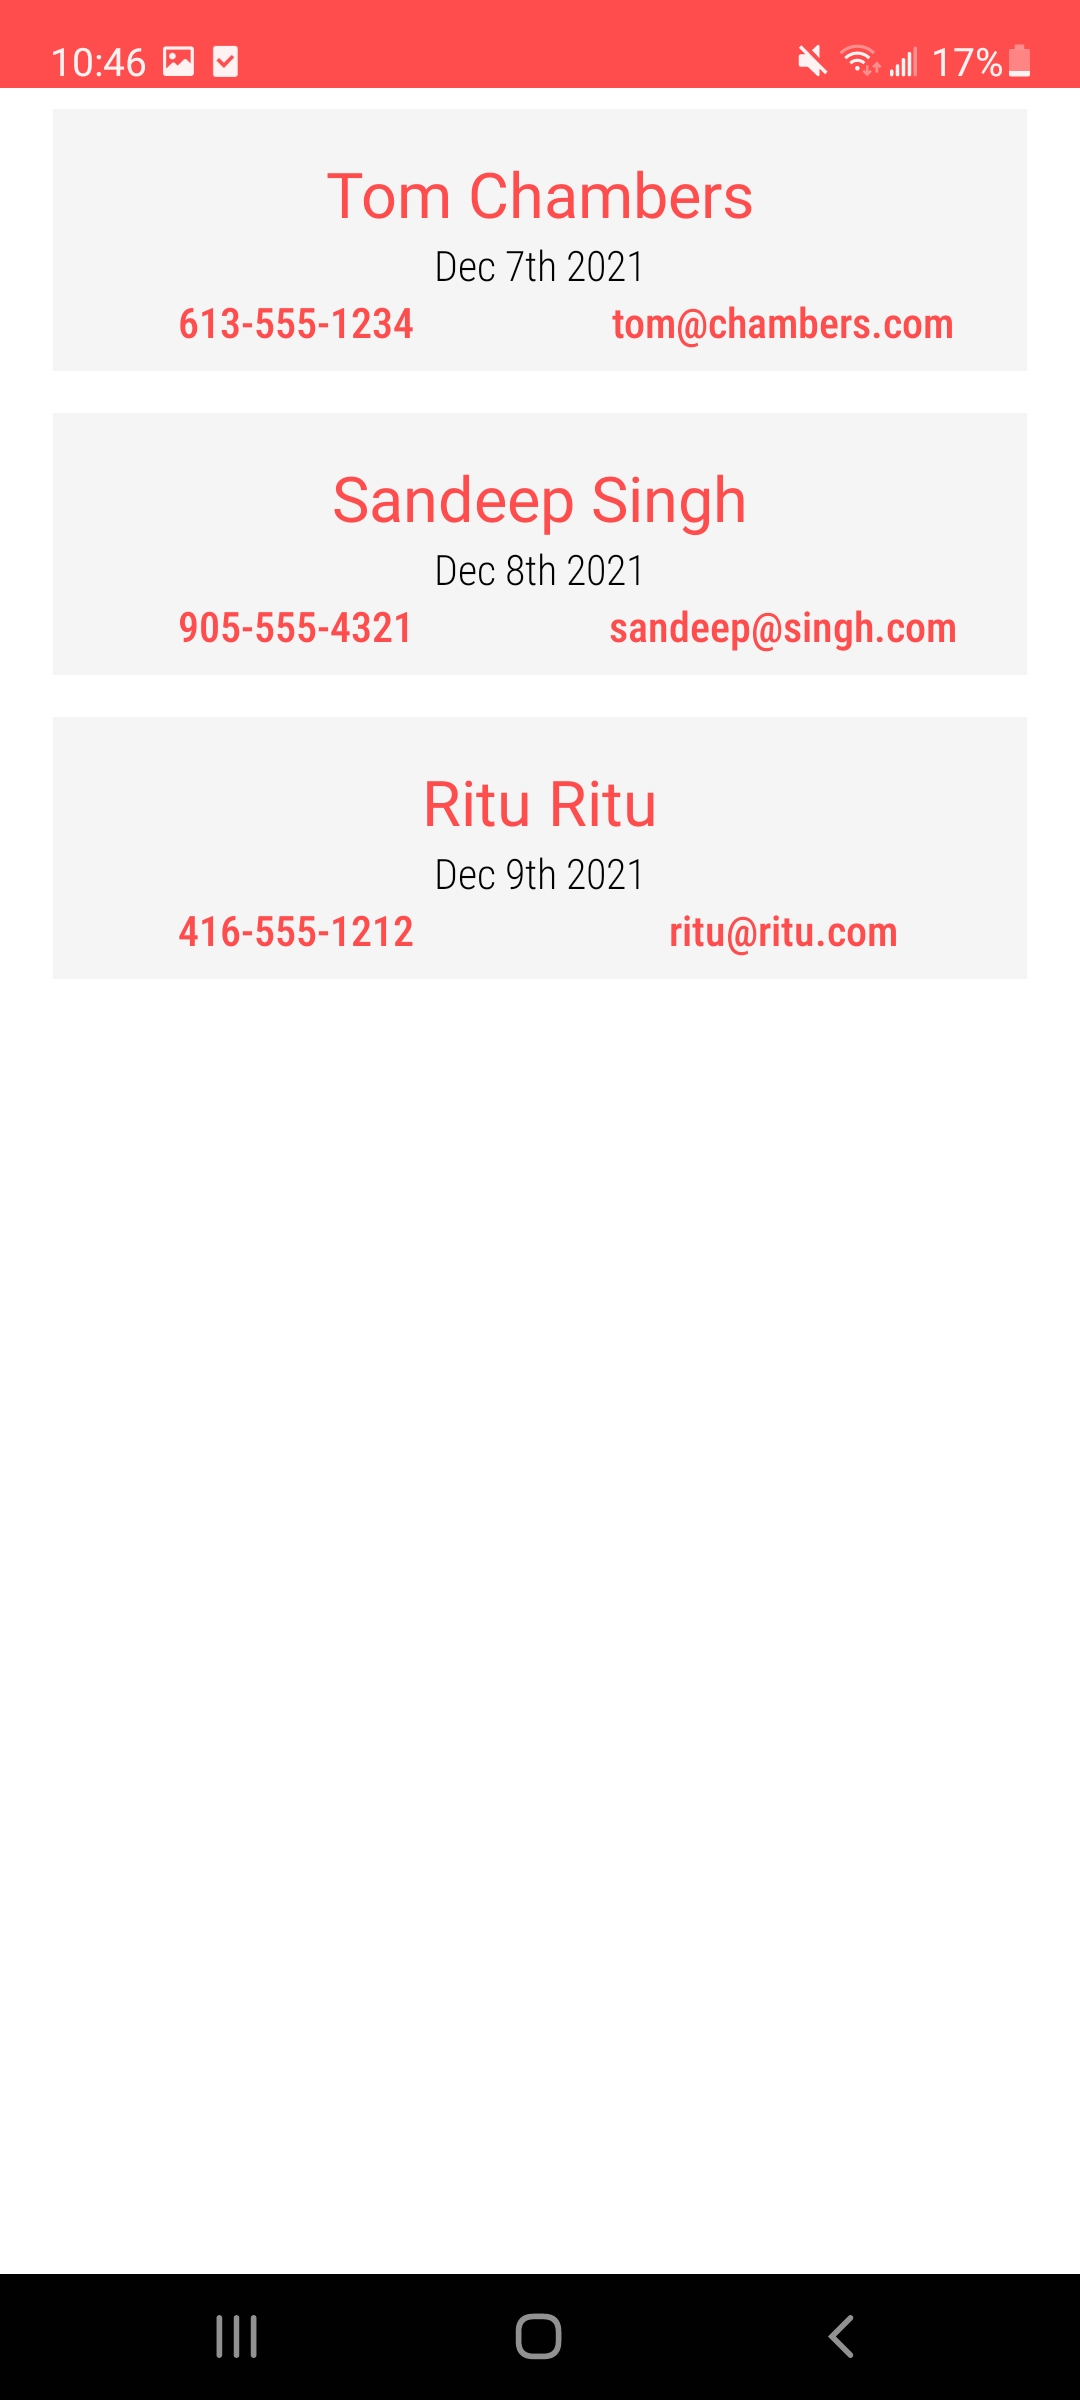 10:46 17%
Tom Chambers
Dec 7th 2021
613-555-1234 tom@chambers.com
Sandeep Singh
Dec 8th 2021
905-555-4321 sandeep@singh.com
Ritu Ritu
Dec 9th 2021
416-555-1212 ritu@ritu.com